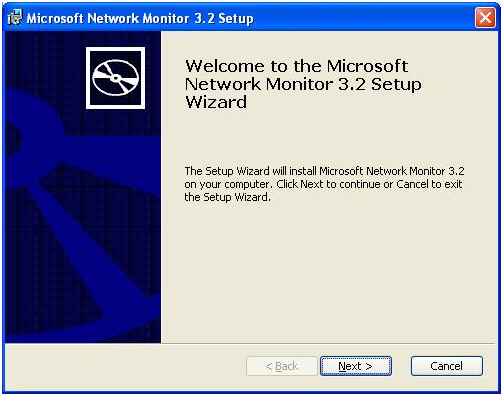 Microsoft Network Monitor 3.2 Setup
Welcome to the Microsoft
Network Monitor 3.2 Setup
Wizard
The Setup Wizard will install Microsoft Network Monitor 3.2
on your computer. Click Next to continue or Cancel to exit
the Setup Wizard.
< Back
Next >
Cancel